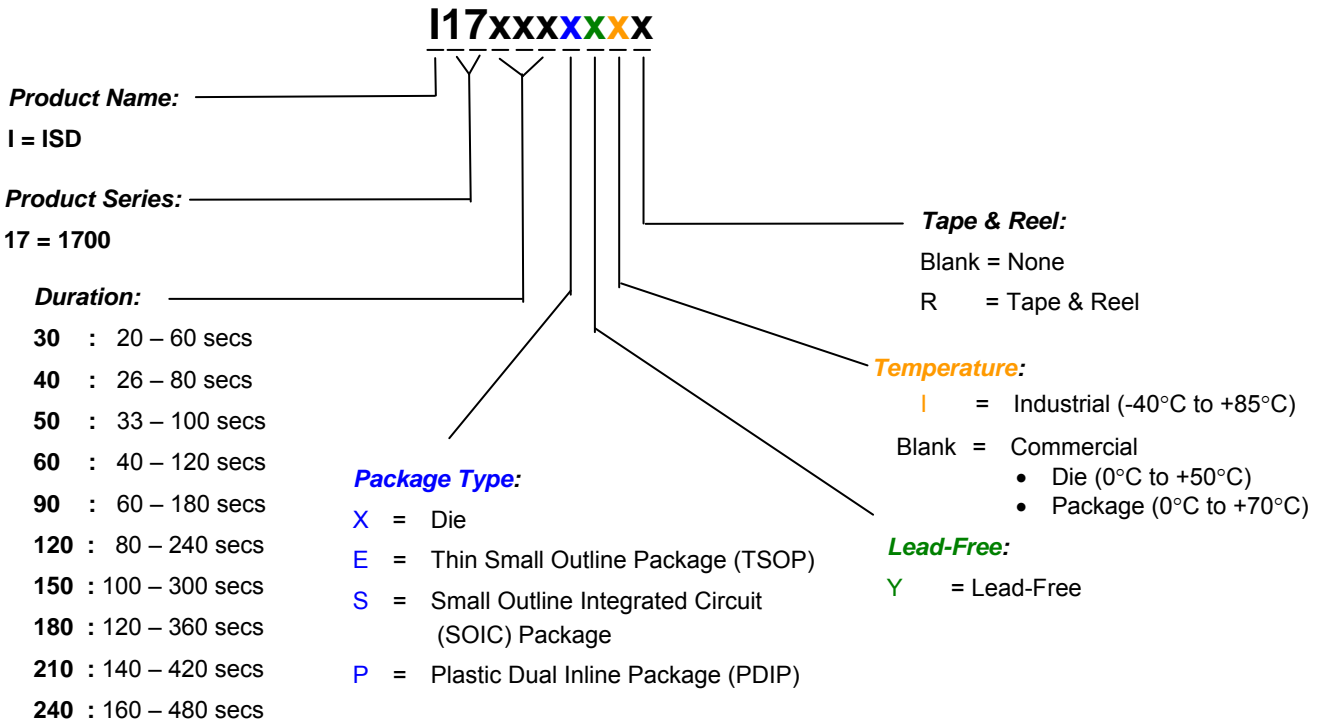 I17xxxxxxx
Product Name:
I = ISD
Product Series:
17 = 1700
Duration:
30 : 20 – 60 secs
40 : 26 – 80 secs
50 : 33 – 100 secs
60 : 40 – 120 secs
90 : 60 – 180 secs
120 : 80 – 240 secs
150 : 100 – 300 secs
180 : 120 – 360 secs
210 : 140 – 420 secs
240 : 160 – 480 secs
Package Type:
X = Die
E = Thin Small Outline Package (TSOP)
S = Small Outline Integrated Circuit
(SOIC) Package
P = Plastic Dual Inline Package (PDIP)
Tape & Reel:
Blank = None
R = Tape & Reel
Temperature:
I = Industrial (-40°C to +85°C)
Blank = Commercial
• Die (0°C to +50°C)
• Package (0°C to +70°C)
Lead-Free:
Y = Lead-Free